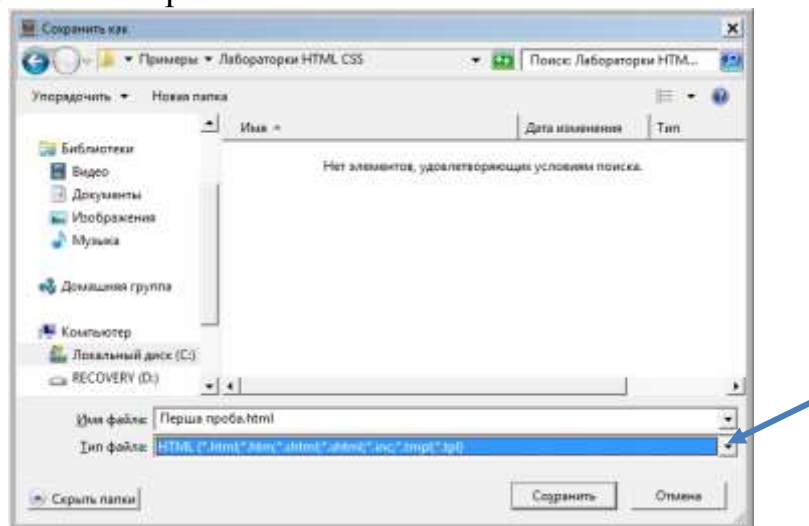 Сохранить как
Примеры Лабораторки HTML CSS Поиск: Лабораторки HTM...
Упорядочить Новая папка
Имя Дата изменения Тип
Нет элементов, удовлетворяющих условиям поиска.
Библиотеки
Видео
Документы
Изображения
Музыка
Домашняя группа
Компьютер
Локальный диск (C:)
RECOVERY (D:)
Имя файла: Перша проба.html
Тип файла: HTML (*.html;*.htm;*.shtml;*.xhtml;*.inc;*.tmpl;*.tpl)
Скрыть папки Сохранить Отмена